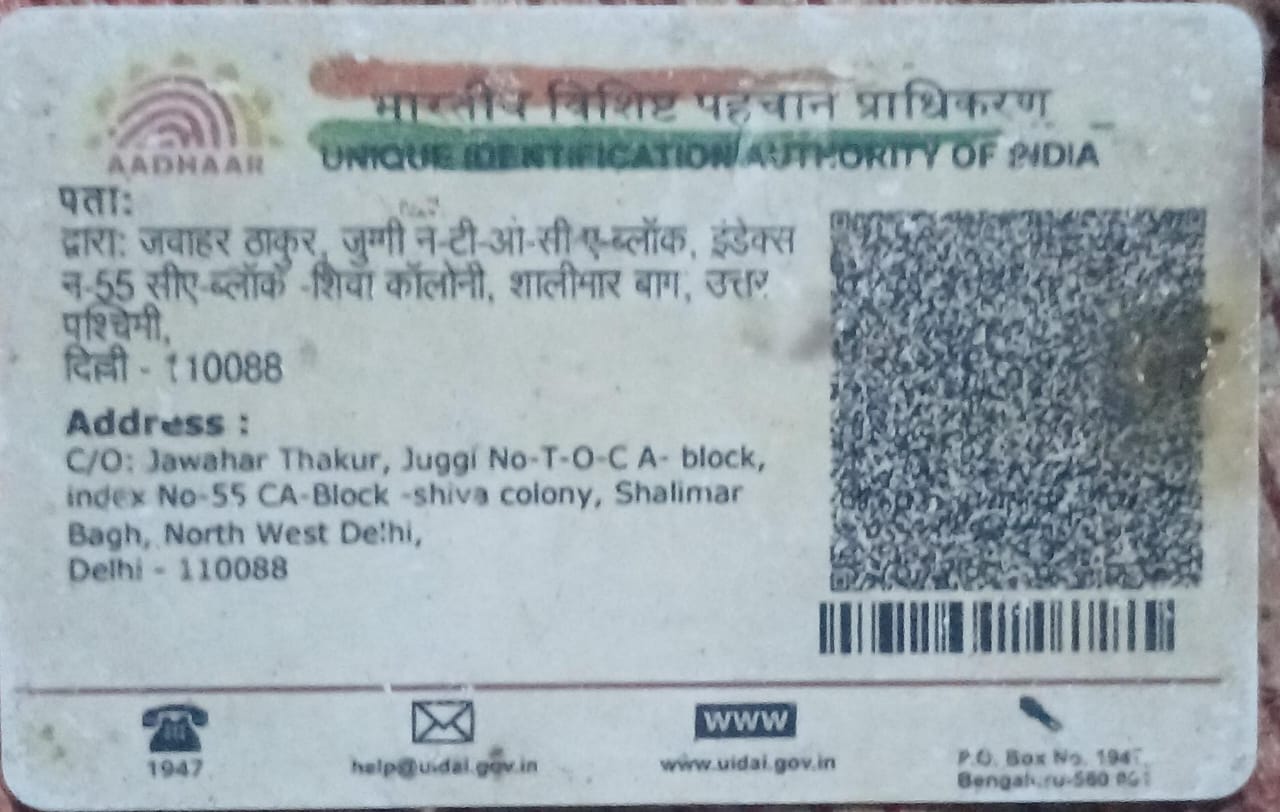 भारतीय विशिष्ट पहचान प्राधिकरण
AADHAAR
UNIQUE IDENTIFICATION AUTHORITY OF INDIA
पता:
द्वारा: जवाहर ठाकुर, जुग्गी न-टी-ओ-सी ए-ब्लॉक, इंडेक्स
न-55 सीए-ब्लॉक -शिवा कॉलोनी, शालीमार बाग, उत्तर
पश्चिमी,
दिल्ली - 110088
Address :
C/O: Jawahar Thakur, Juggi No-T-O-C A- block,
index No-55 CA-Block -shiva colony, Shalimar
Bagh, North West Delhi,
Delhi - 110088
WWW
1947
help@uidai.gov.in
www.uidai.gov.in
P.O. Box No. 1947
Bengaluru-560